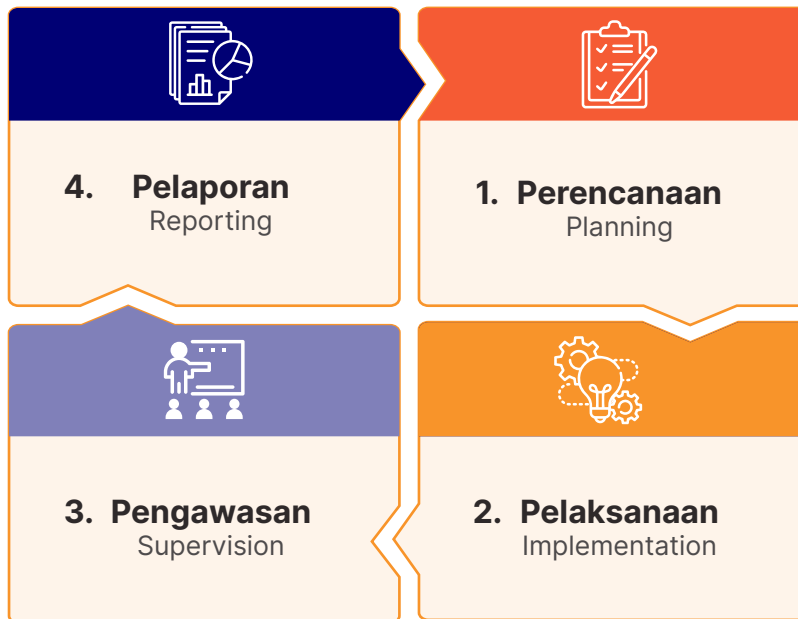 4. Pelaporan
Reporting
1. Perencanaan
Planning
3. Pengawasan
Supervision
2. Pelaksanaan
Implementation